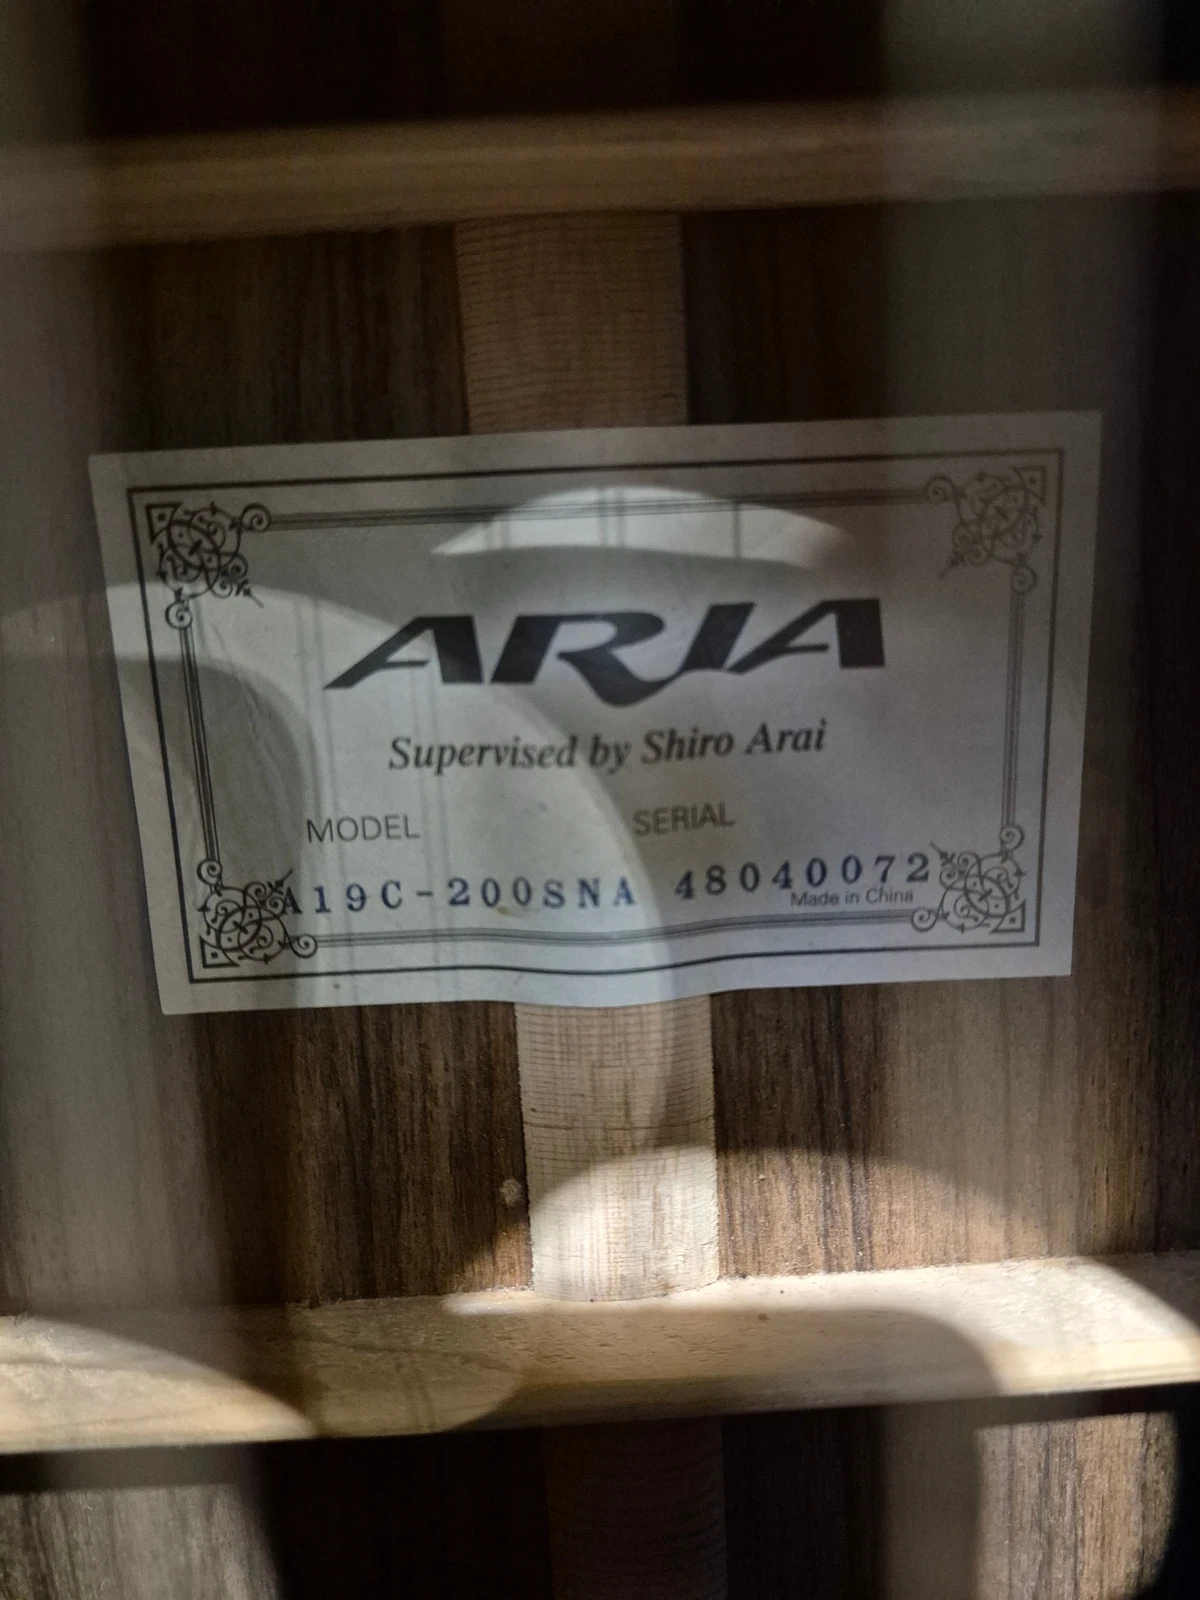 ARIA
Supervised by Shiro Arai
MODEL SERIAL
A19C-200SNA 48040072
Made in China